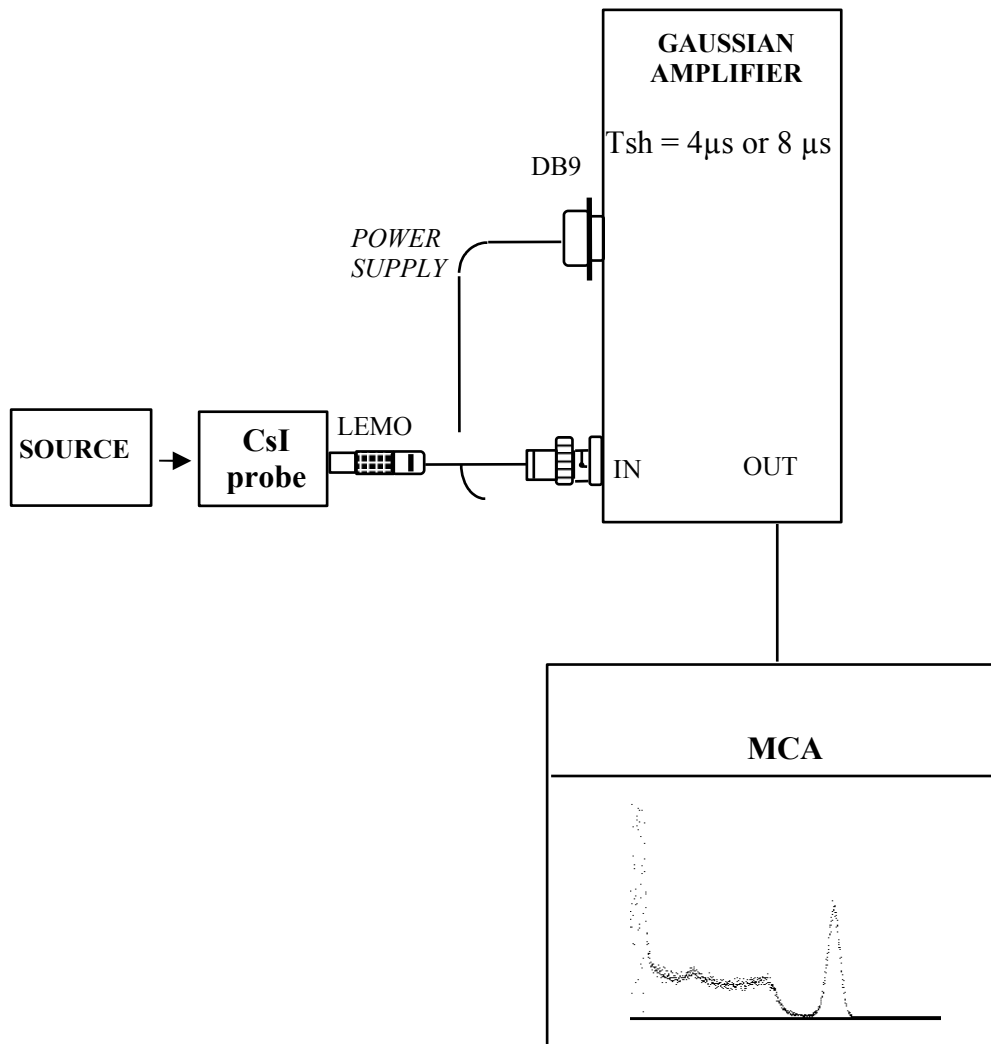 GAUSSIAN
AMPLIFIER
Tsh = 4µs or 8 µs
DB9
POWER
SUPPLY
SOURCE
CsI
probe
LEMO
IN
OUT
MCA